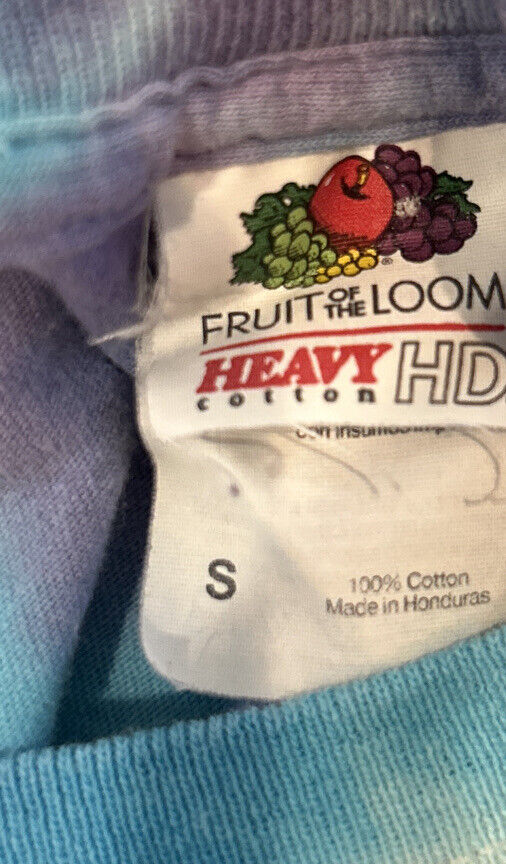 ®
FRUIT OF THE LOOM
HEAVY HD
cotton
S
100% Cotton
Made in Honduras